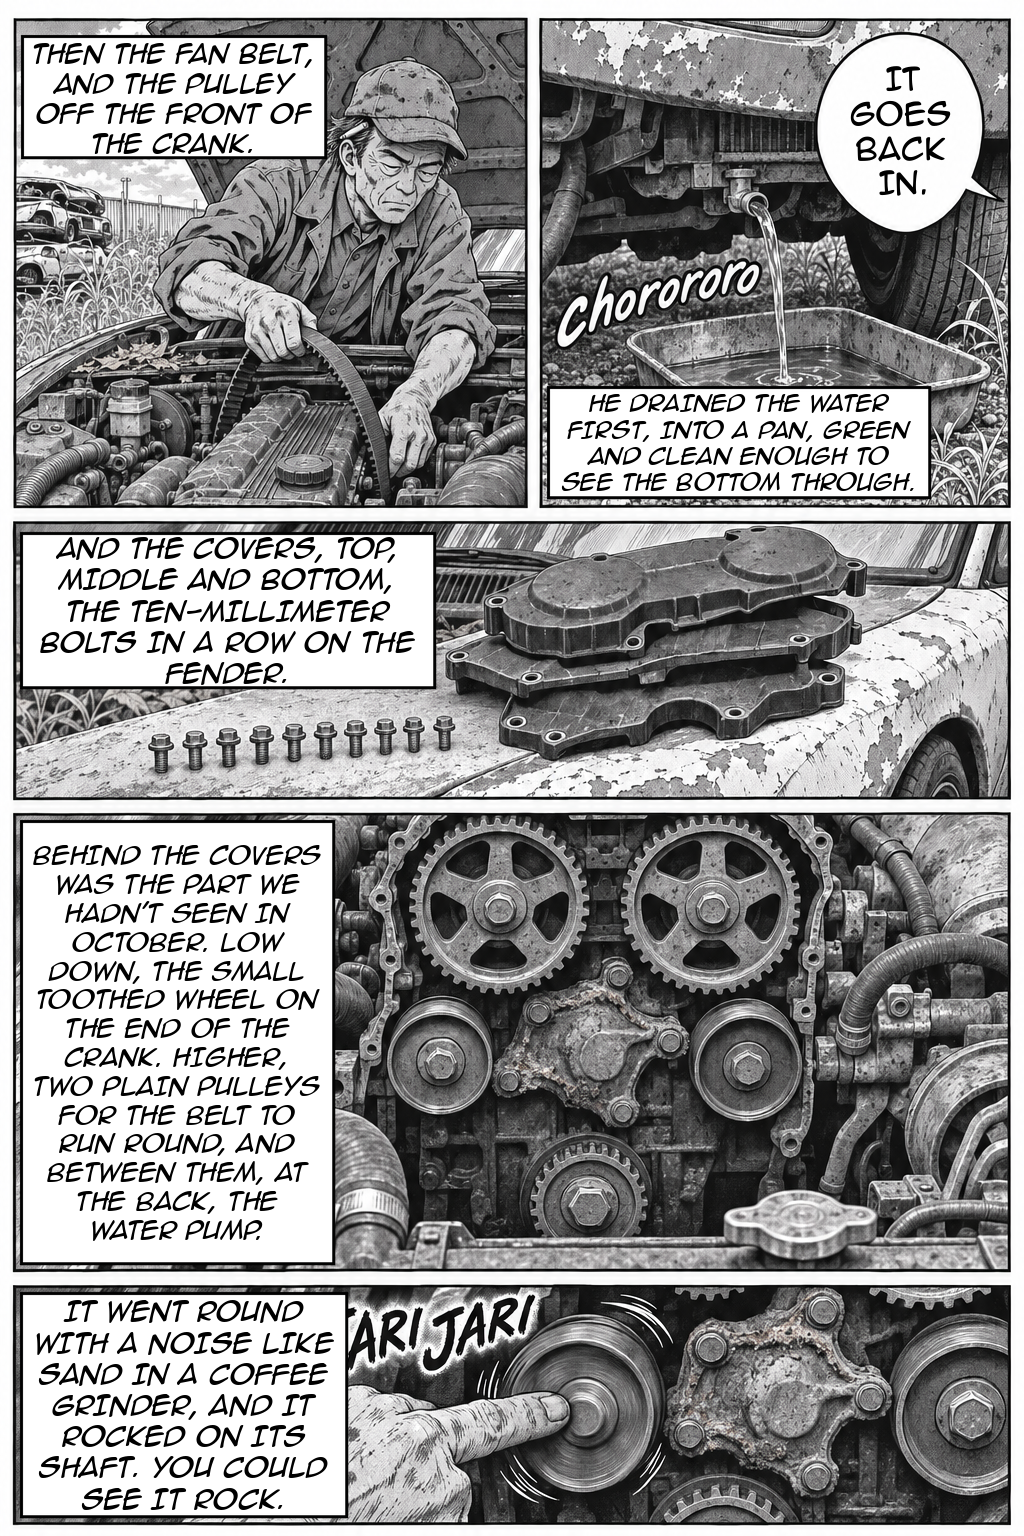 IT
GOES
BACK
IN.
Chorororo
HE DRAINED THE WATER
FIRST, INTO A PAN, GREEN
AND CLEAN ENOUGH TO
SEE THE BOTTOM THROUGH.
THEN THE FAN BELT,
AND THE PULLEY
OFF THE FRONT OF
THE CRANK.
AND THE COVERS, TOP,
MIDDLE AND BOTTOM,
THE TEN-MILLIMETER
BOLTS IN A ROW ON THE
FENDER.
BEHIND THE COVERS
WAS THE PART WE
HADN'T SEEN IN
OCTOBER. LOW
DOWN, THE SMALL
TOOTHED WHEEL ON
THE END OF THE
CRANK. HIGHER,
TWO PLAIN PULLEYS
FOR THE BELT TO
RUN ROUND, AND
BETWEEN THEM, AT
THE BACK, THE
WATER PUMP.
ARI JARI
IT WENT ROUND
WITH A NOISE LIKE
SAND IN A COFFEE
GRINDER, AND IT
ROCKED ON ITS
SHAFT. YOU COULD
SEE IT ROCK.